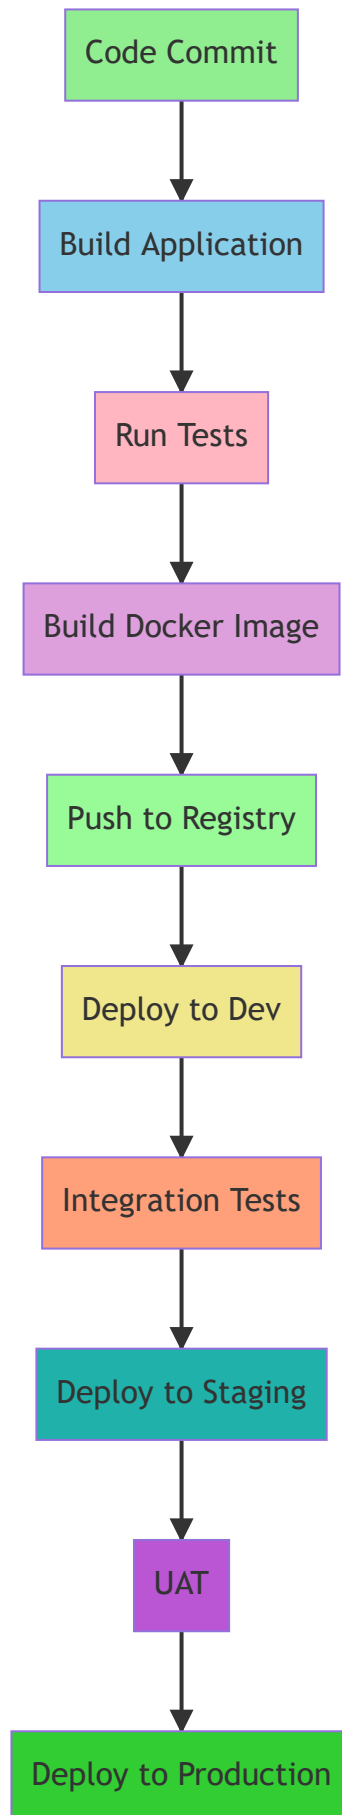 Code Commit
Build Application
Run Tests
Build Docker Image
Push to Registry
Deploy to Dev
Integration Tests
Deploy to Staging
UAT
Deploy to Production